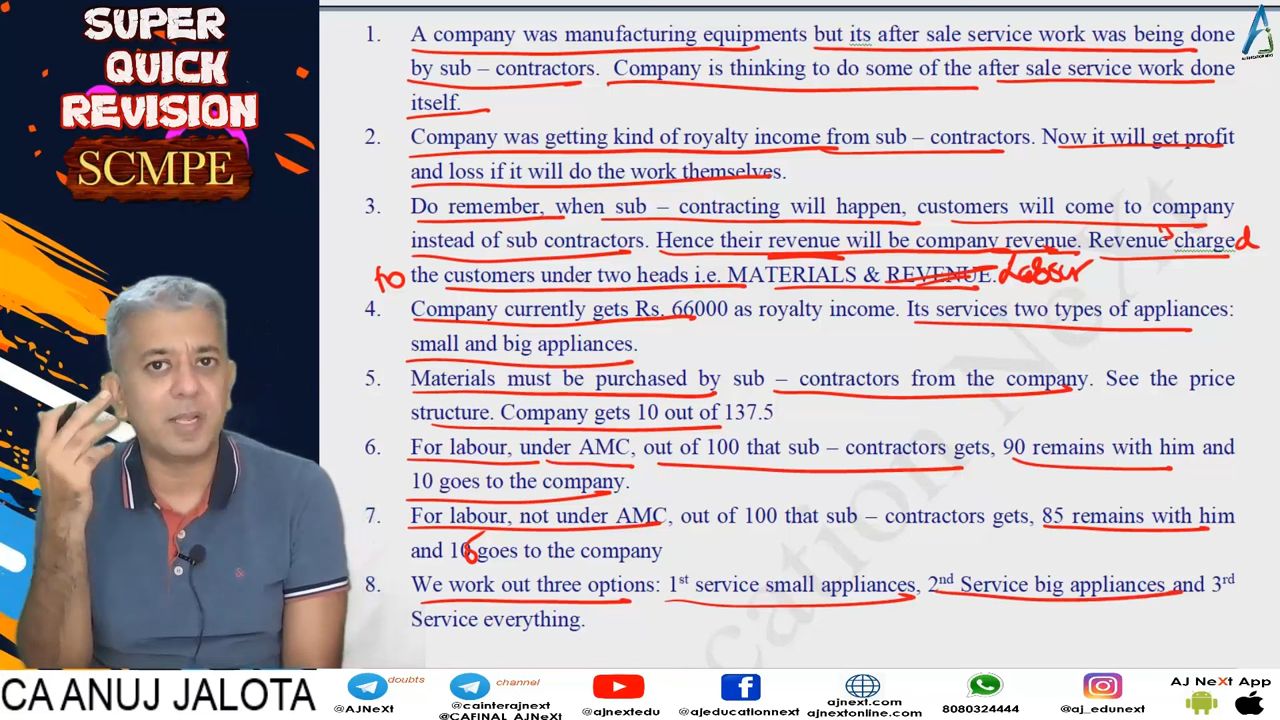 SUPER
QUICK
REVISION
SCMPE
1. A company was manufacturing equipments but its after sale service work was being done
by sub – contractors. Company is thinking to do some of the after sale service work done
itself.
2. Company was getting kind of royalty income from sub – contractors. Now it will get profit
and loss if it will do the work themselves.
3. Do remember, when sub – contracting will happen, customers will come to company
instead of sub contractors. Hence their revenue will be company revenue. Revenue charged
to the customers under two heads i.e. MATERIALS & REVENUE. Labour
4. Company currently gets Rs. 66000 as royalty income. Its services two types of appliances:
small and big appliances.
5. Materials must be purchased by sub – contractors from the company. See the price
structure. Company gets 10 out of 137.5
6. For labour, under AMC, out of 100 that sub – contractors gets, 90 remains with him and
10 goes to the company.
7. For labour, not under AMC, out of 100 that sub – contractors gets, 85 remains with him
and 15 goes to the company
8. We work out three options: 1st service small appliances, 2nd Service big appliances and 3rd
Service everything.
CA ANUJ JALOTA
doubts
@AJNeXt
channel
@cainterajnext
@CAFINAL_AJNeXt
@ajnextedu
@ajeducationnext
ajnext.com
ajnextonline.com
8080324444
@aj_edunext
AJ NeXt App
cation NeXt